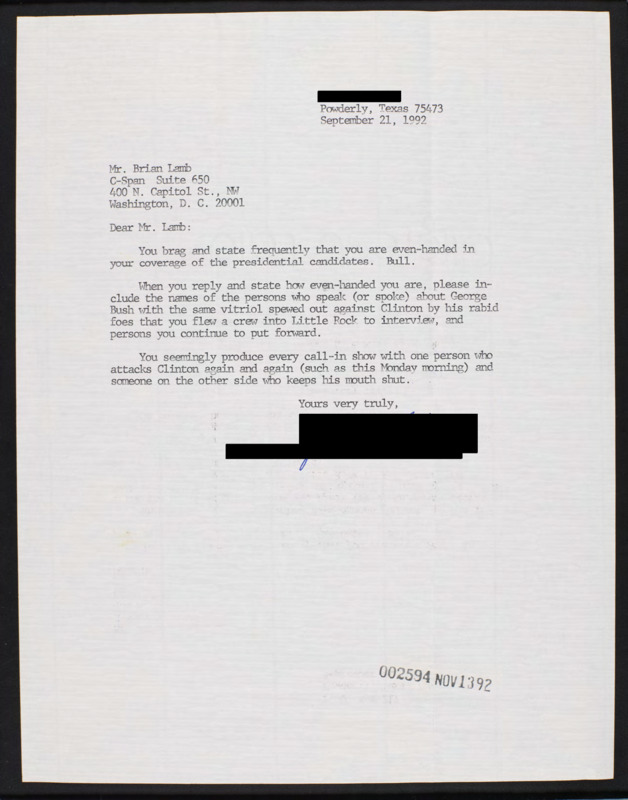 Powderly, Texas 75473
September 21, 1992
Mr. Brian Lamb
C-Span Suite 650
400 N. Capitol St., NW
Washington, D. C. 20001
Dear Mr. Lamb:
You brag and state frequently that you are even-handed in
your coverage of the presidential candidates. Bull.
When you reply and state how even-handed you are, please in-
clude the names of the persons who speak (or spoke) about George
Bush with the same vitriol spewed out against Clinton by his rabid
foes that you flew a crew into Little Rock to interview, and
persons you continue to put forward.
You seemingly produce every call-in show with one person who
attacks Clinton again and again (such as this Monday morning) and
someone on the other side who keeps his mouth shut.
Yours very truly,
002594 NOV1392